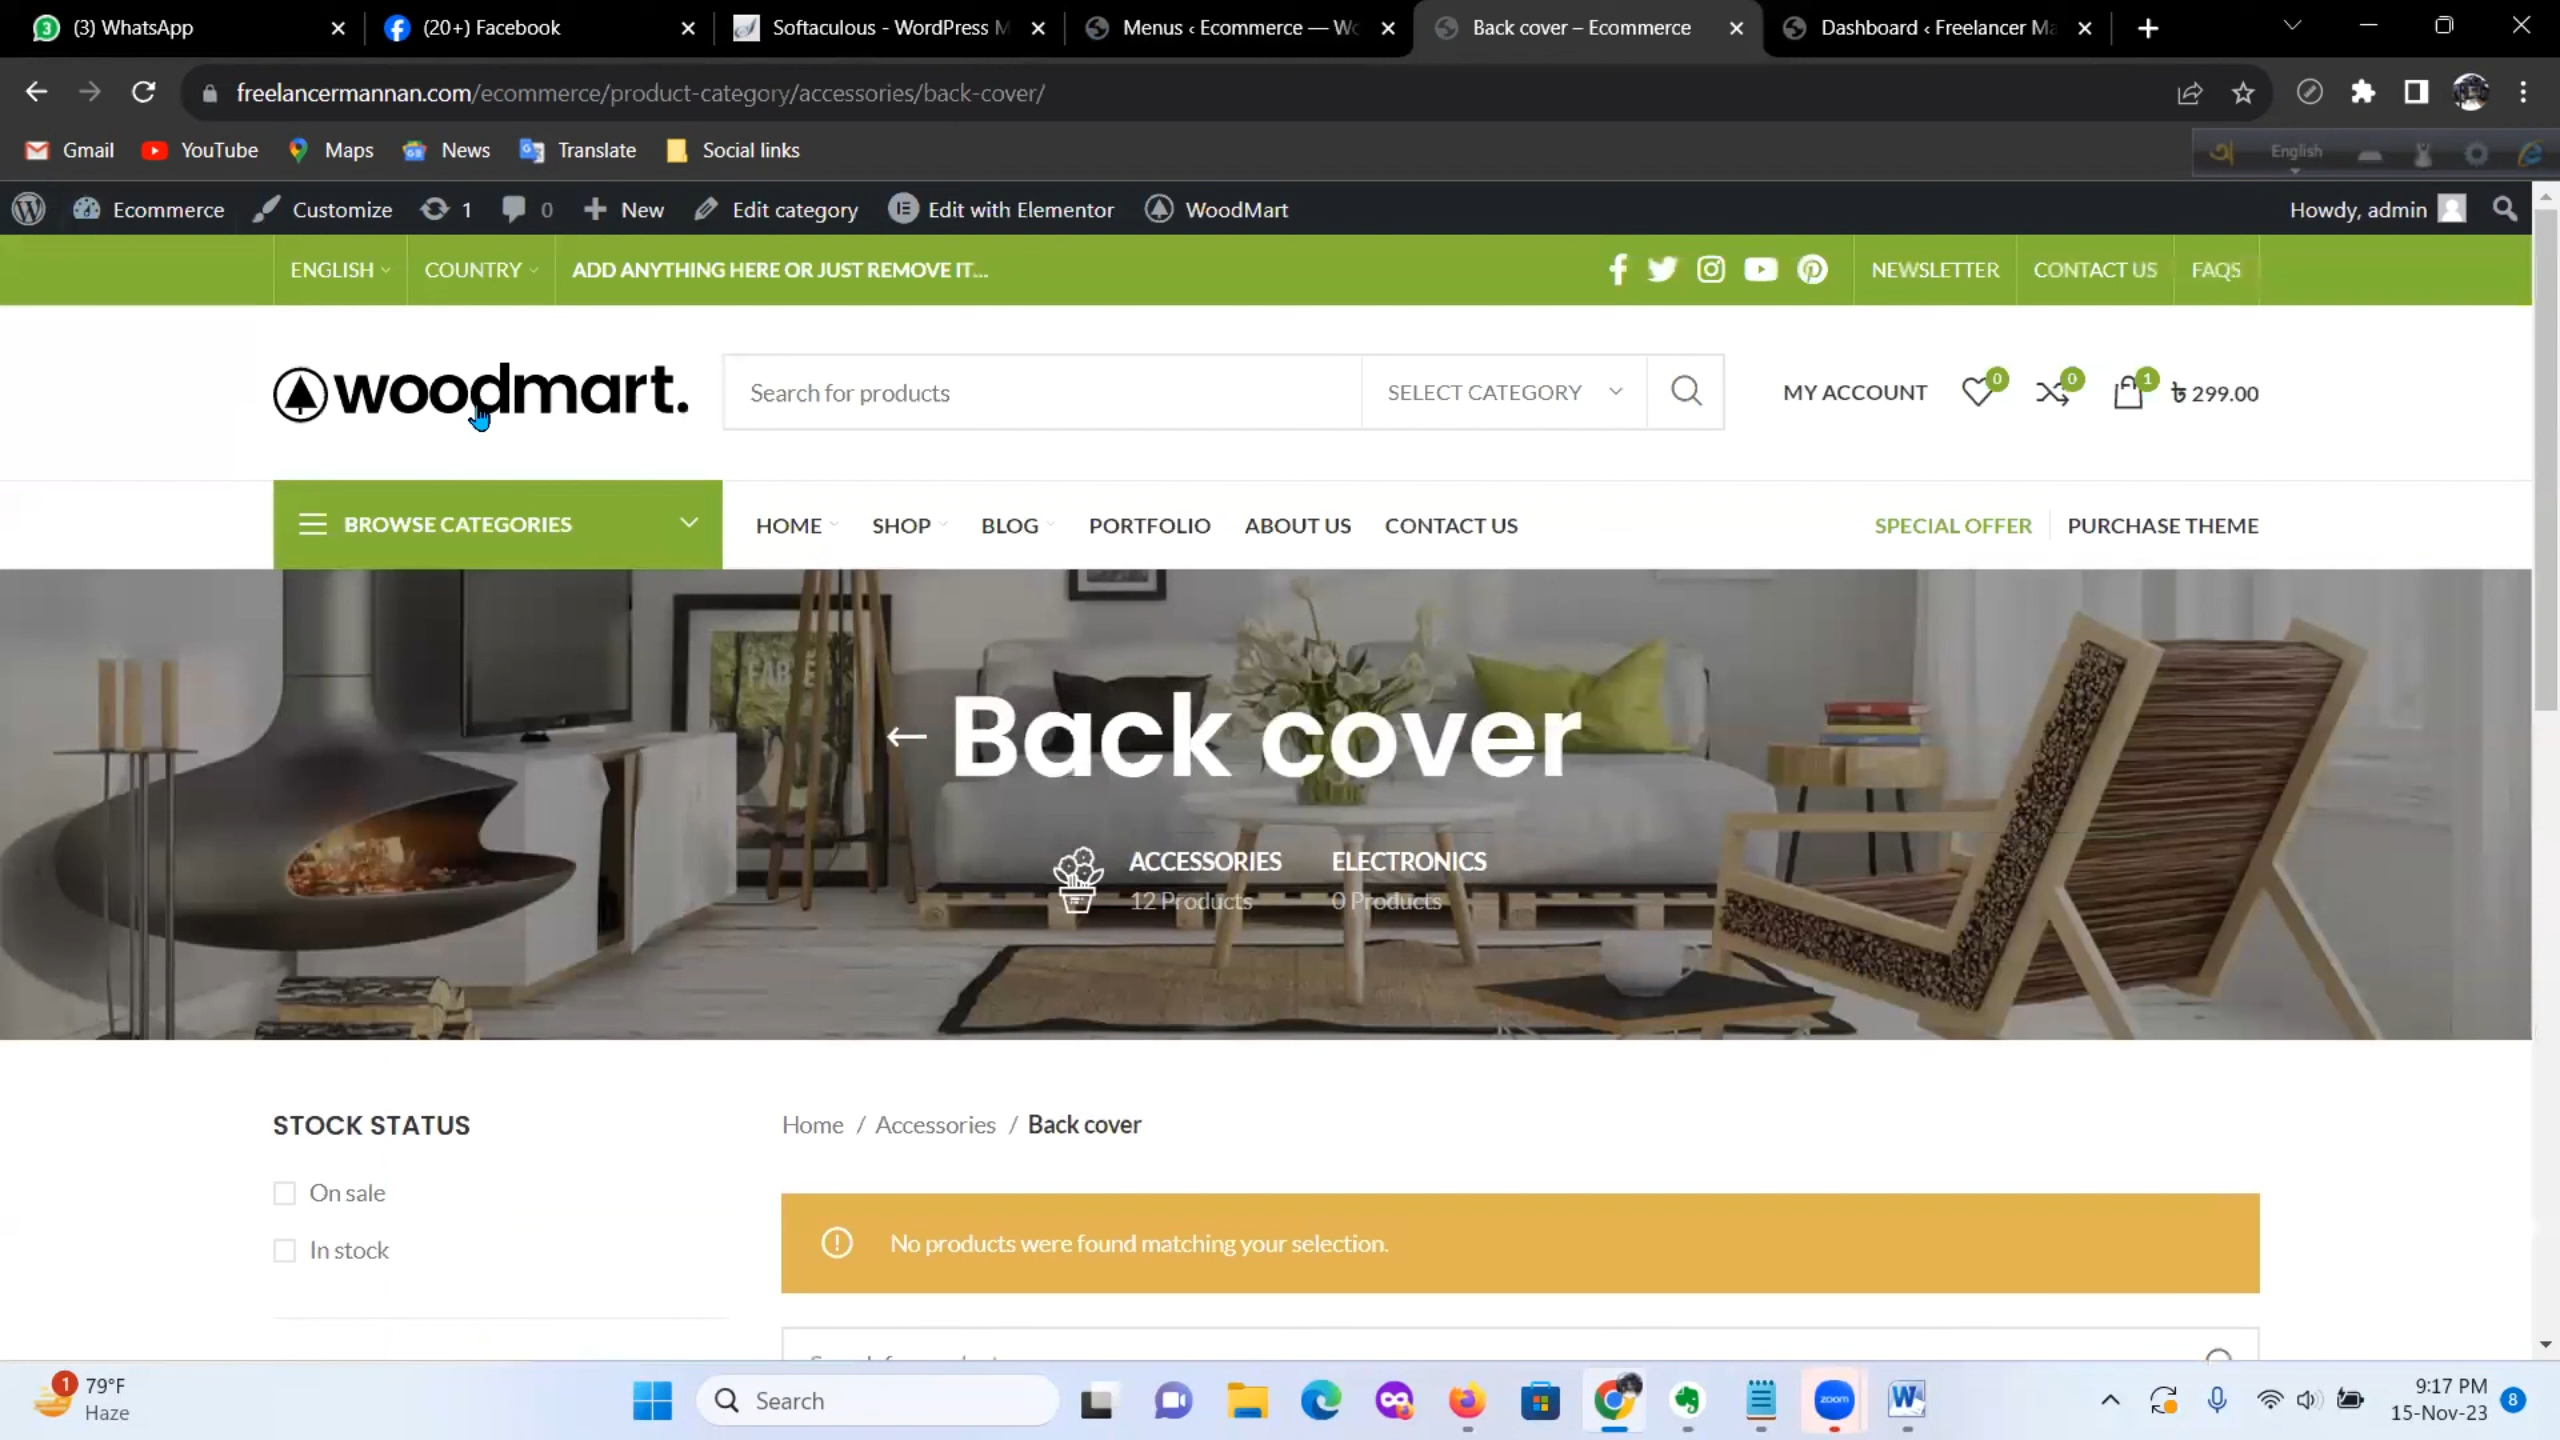 3 (3) WhatsApp
(20+) Facebook
Softaculous - WordPress M
Menus ‹ Ecommerce — Wo
Back cover – Ecommerce
Dashboard ‹ Freelancer Ma
freelancermannan.com/ecommerce/product-category/accessories/back-cover/
Gmail YouTube Maps News Translate Social links
অ English
Ecommerce Customize 1 0 New Edit category Edit with Elementor WoodMart Howdy, admin
ENGLISH COUNTRY ADD ANYTHING HERE OR JUST REMOVE IT... NEWSLETTER CONTACT US FAQS
woodmart.
Search for products SELECT CATEGORY MY ACCOUNT 0 0 1 ৳ 299.00
BROWSE CATEGORIES HOME SHOP BLOG PORTFOLIO ABOUT US CONTACT US SPECIAL OFFER PURCHASE THEME
FABLE
← Back cover
ACCESSORIES ELECTRONICS
12 Products 0 Products
STOCK STATUS
On sale
In stock
Home / Accessories / Back cover
No products were found matching your selection.
1 79°F
Haze
Search
zoom
W
9:17 PM
15-Nov-23
8